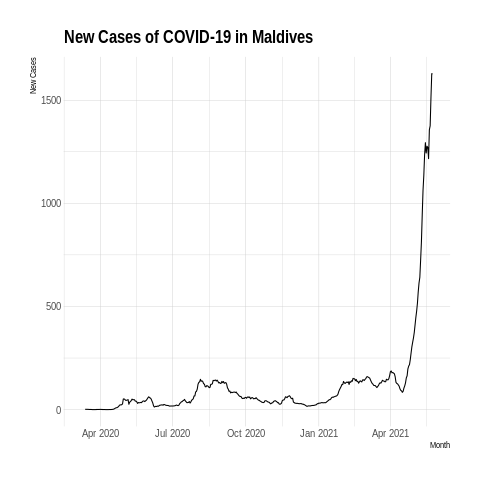 New Cases of COVID-19 in Maldives
New Cases
1500
1000
500
0
Apr 2020 Jul 2020 Oct 2020 Jan 2021 Apr 2021
Month